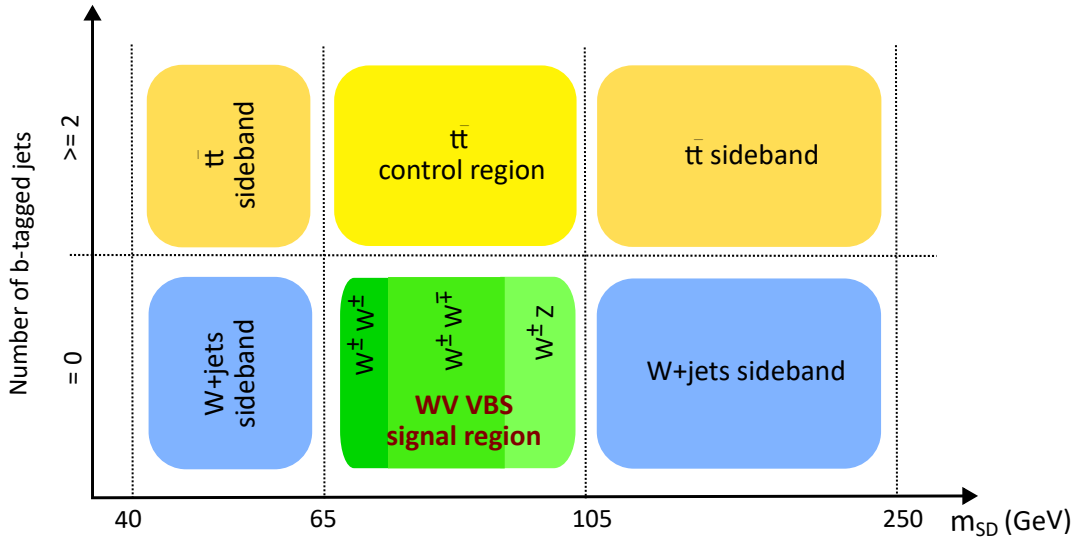 Number of b-tagged jets
>= 2
= 0
tt̄
sideband
tt̄
control region
tt̄ sideband
W+jets
sideband
W± W±
W± W∓
W± Z
WV VBS
signal region
W+jets sideband
40
65
105
250
m_SD (GeV)